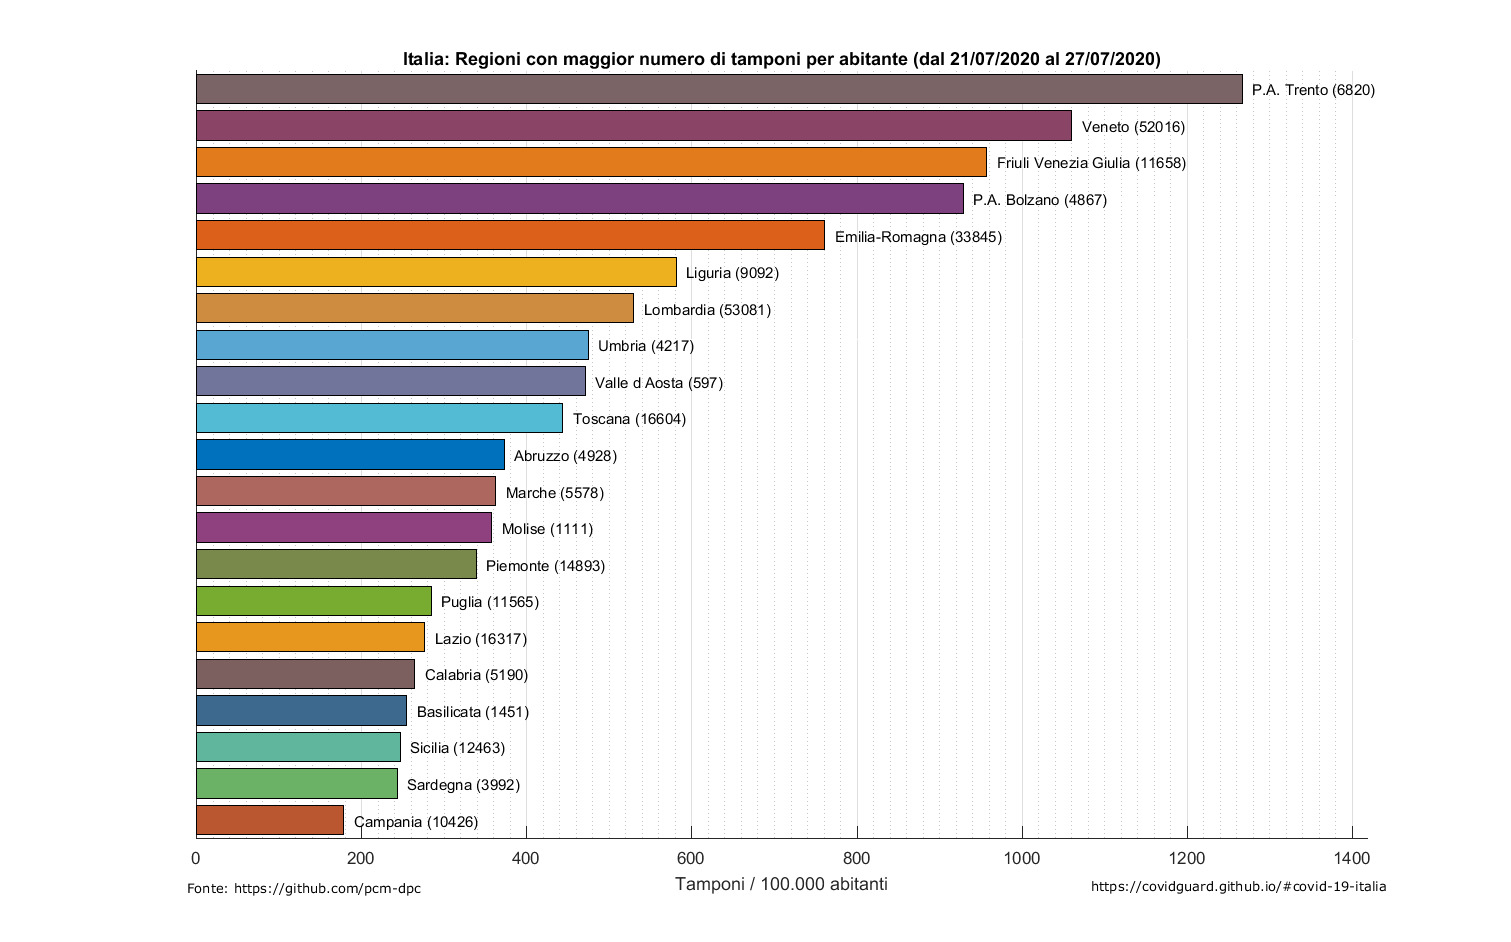 Italia: Regioni con maggior numero di tamponi per abitante (dal 21/07/2020 al 27/07/2020)
P.A. Trento (6820)
Veneto (52016)
Friuli Venezia Giulia (11658)
P.A. Bolzano (4867)
Emilia-Romagna (33845)
Liguria (9092)
Lombardia (53081)
Umbria (4217)
Valle d Aosta (597)
Toscana (16604)
Abruzzo (4928)
Marche (5578)
Molise (1111)
Piemonte (14893)
Puglia (11565)
Lazio (16317)
Calabria (5190)
Basilicata (1451)
Sicilia (12463)
Sardegna (3992)
Campania (10426)
0 200 400 600 800 1000 1200 1400
Tamponi / 100.000 abitanti
Fonte: https://github.com/pcm-dpc
https://covidguard.github.io/#covid-19-italia